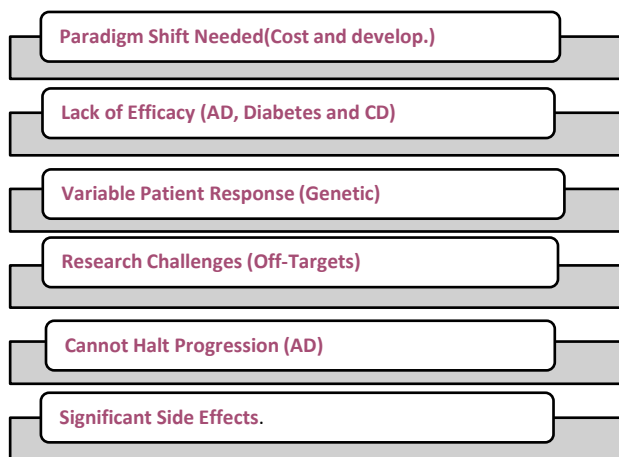 Paradigm Shift Needed(Cost and develop.)
Lack of Efficacy (AD, Diabetes and CD)
Variable Patient Response (Genetic)
Research Challenges (Off-Targets)
Cannot Halt Progression (AD)
Significant Side Effects.